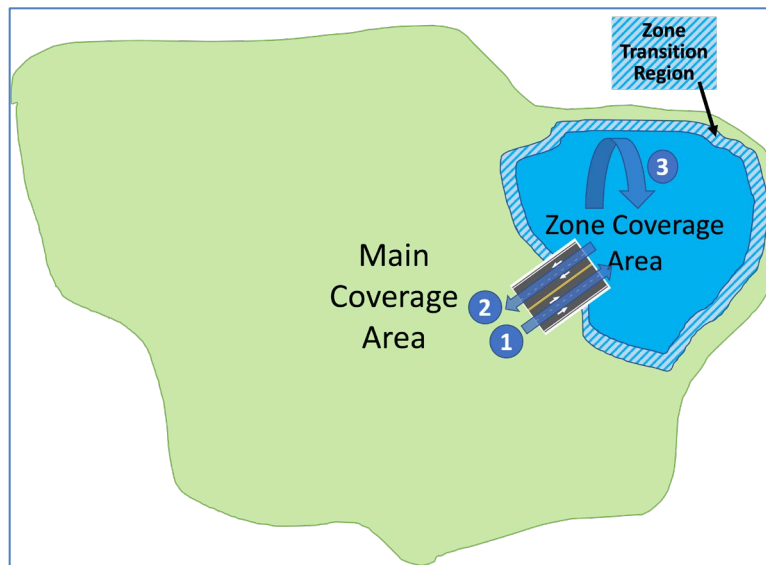 Zone
Transition
Region
3
Zone Coverage
Area
Main
Coverage
Area
2
1